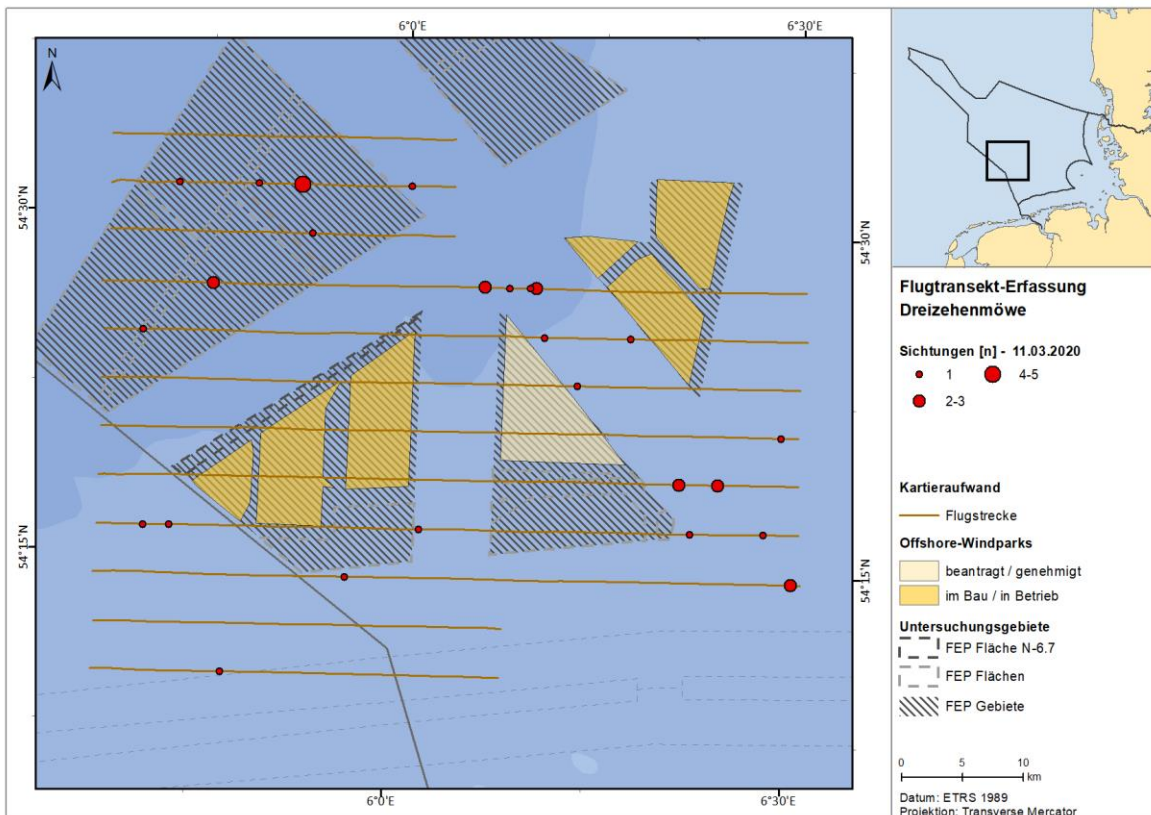 6°0'E
6°30'E
N
54°30'N
54°30'N
54°15'N
54°15'N
6°0'E
6°30'E
Flugtransekt-Erfassung
Dreizehenmöwe
Sichtungen [n] - 11.03.2020
1
4-5
2-3
Kartieraufwand
Flugstrecke
Offshore-Windparks
beantragt / genehmigt
im Bau / in Betrieb
Untersuchungsgebiete
FEP Fläche N-6.7
FEP Flächen
FEP Gebiete
0 5 10
km
Datum: ETRS 1989
Projektion: Transverse Mercator